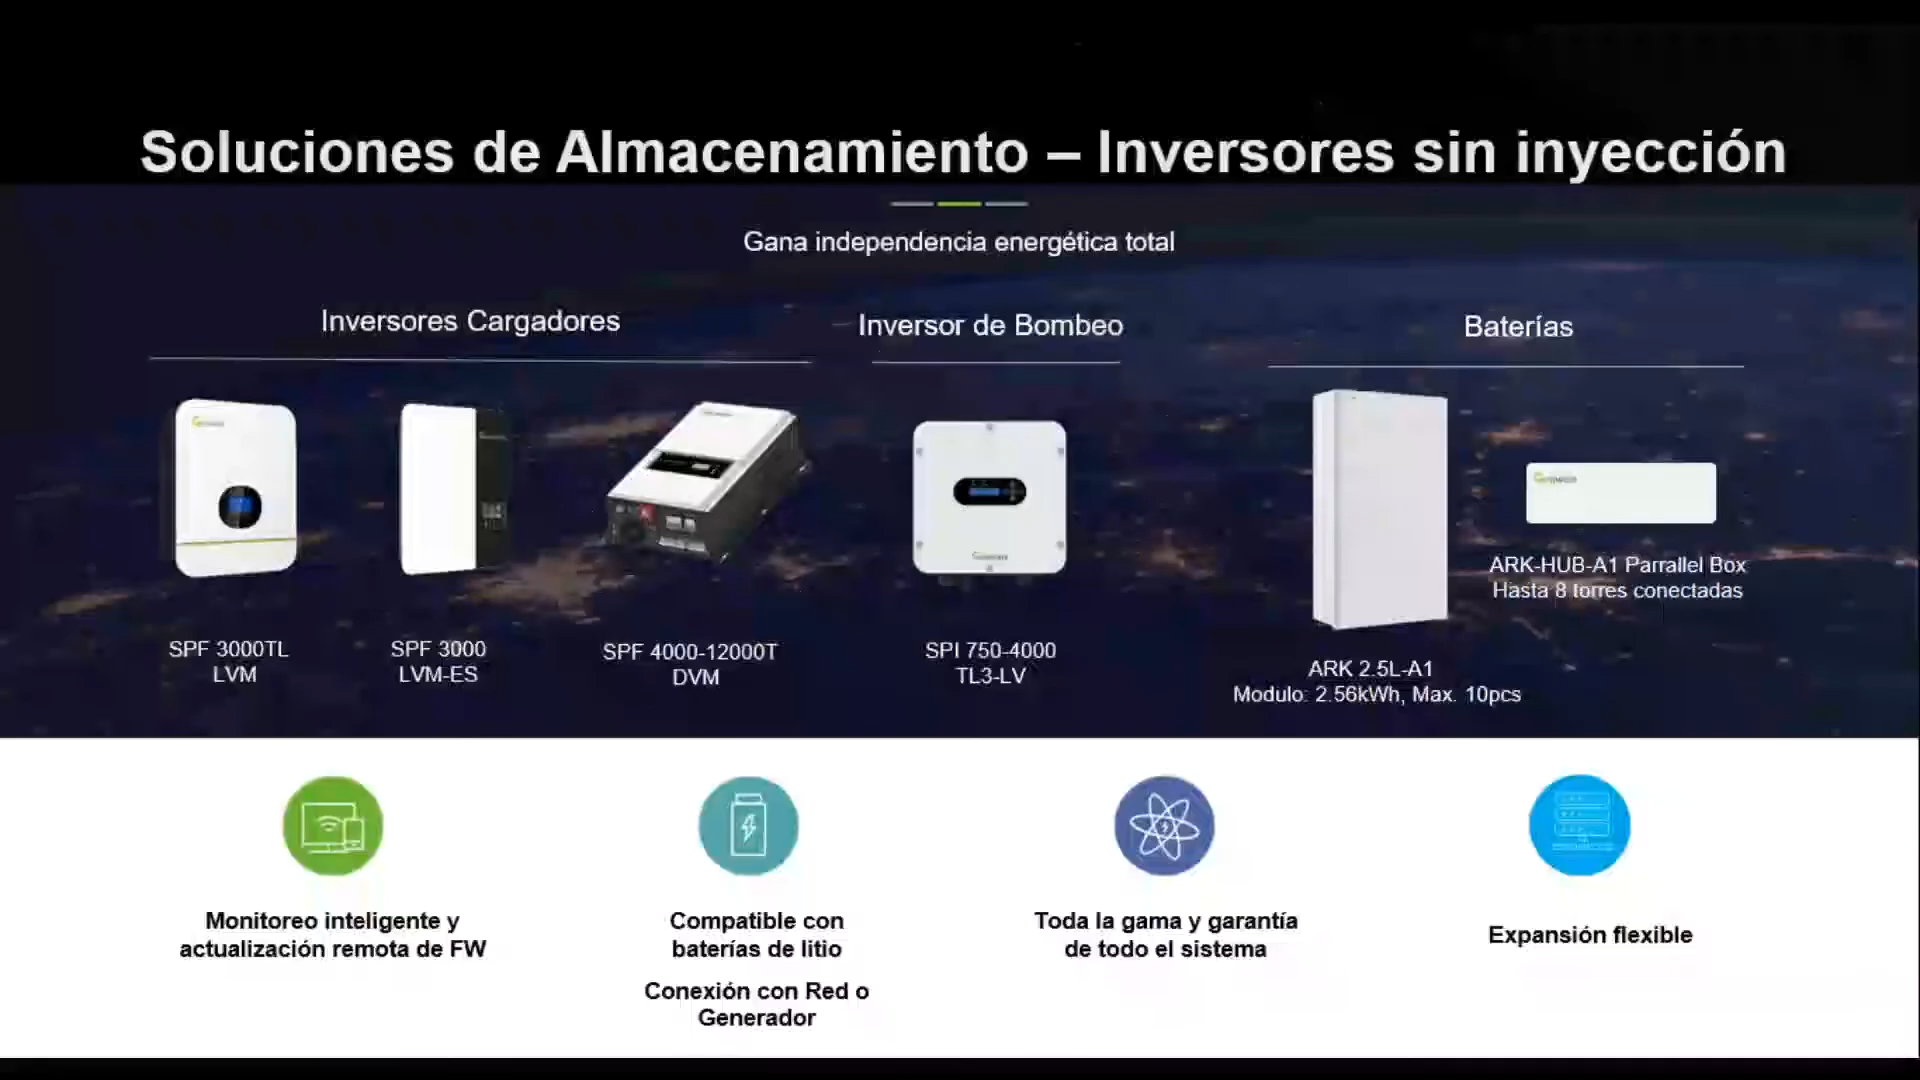 Soluciones de Almacenamiento – Inversores sin inyección
Gana independencia energética total
Inversores Cargadores
Inversor de Bombeo
Baterías
SPF 3000TL
LVM
SPF 3000
LVM-ES
SPF 4000-12000T
DVM
SPI 750-4000
TL3-LV
ARK 2.5L-A1
Modulo: 2.56kWh, Max. 10pcs
ARK-HUB-A1 Parrallel Box
Hasta 8 torres conectadas
Monitoreo inteligente y
actualización remota de FW
Compatible con
baterías de litio
Conexión con Red o
Generador
Toda la gama y garantía
de todo el sistema
Expansión flexible